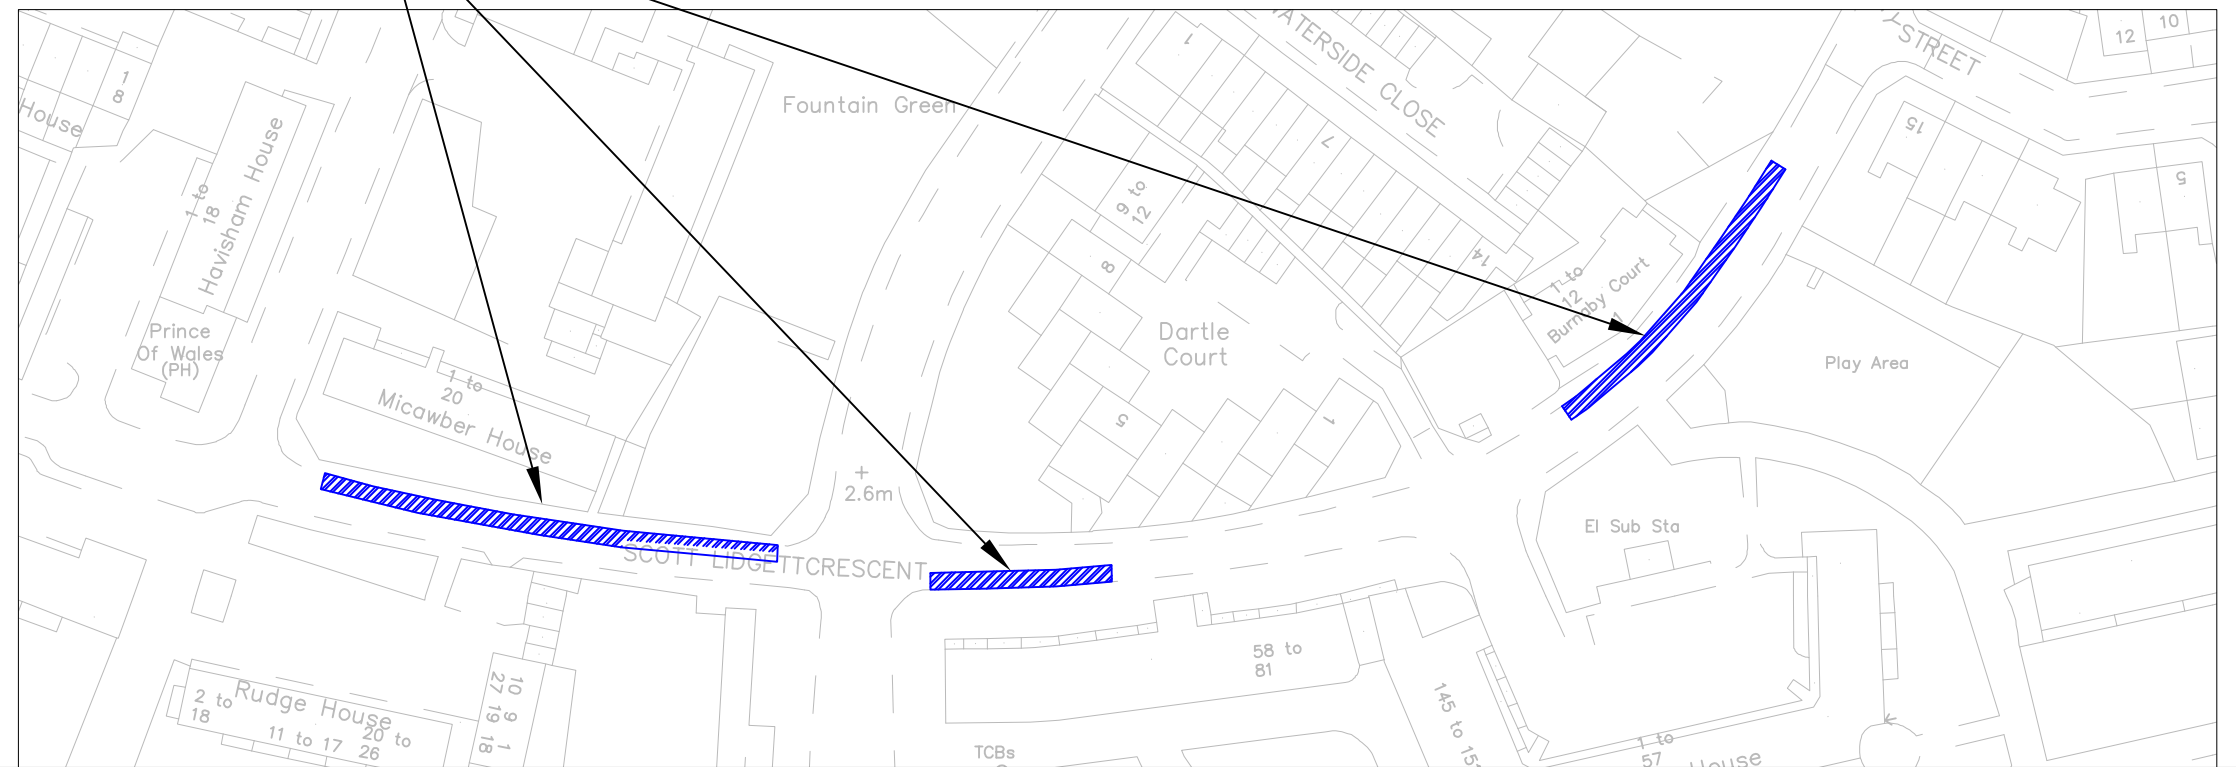 1
8
House
1 to
18
Havisham House
Prince
Of Wales
(PH)
1 to
20
Micawber House
Fountain Green
2.6m
SCOTT LIDGETTCRESCENT
WATERSIDE CLOSE
1
7
14
9 to
12
8
Dartle
Court
5
1
1 to
12
Burnaby Court
1
STREET
12
10
15
5
Play Area
El Sub Sta
58 to
81
145 to 15
TCBs
1 to
57
House
2 to
18
Rudge House
11 to 17
20 to
26
10
27
9
19
1
18